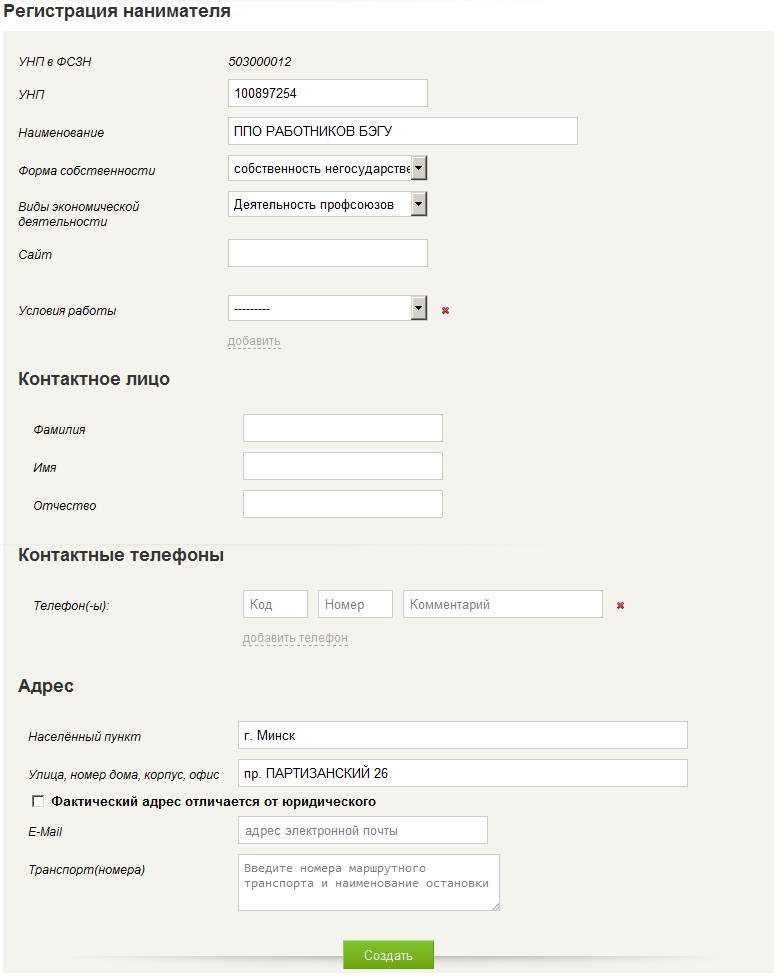 Регистрация нанимателя
УНП в ФСЗН 503000012
УНП 100897254
Наименование ППО РАБОТНИКОВ БЭГУ
Форма собственности собственность негосударстве
Виды экономической
деятельности Деятельность профсоюзов
Сайт
Условия работы ---------
добавить
Контактное лицо
Фамилия
Имя
Отчество
Контактные телефоны
Телефон(-ы): Код Номер Комментарий
добавить телефон
Адрес
Населённый пункт г. Минск
Улица, номер дома, корпус, офис пр. ПАРТИЗАНСКИЙ 26
Фактический адрес отличается от юридического
E-Mail адрес электронной почты
Транспорт(номера) Введите номера маршрутного
транспорта и наименование остановки
Создать